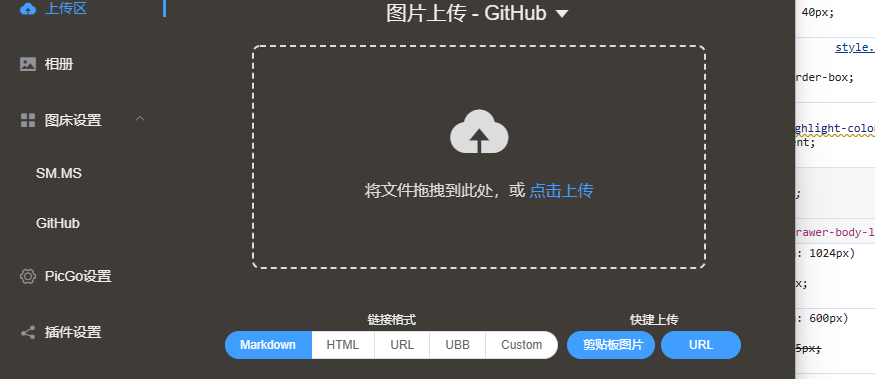 上传区
相册
图床设置
SM.MS
GitHub
PicGo设置
插件设置
图片上传 - GitHub
将文件拖拽到此处，或 点击上传
链接格式
Markdown HTML URL UBB Custom
快捷上传
剪贴板图片 URL
40px;
style.
rder-box;
ghlight-color
ent;
;
rawer-body-l
: 1024px)
x;
: 600px)
5px;